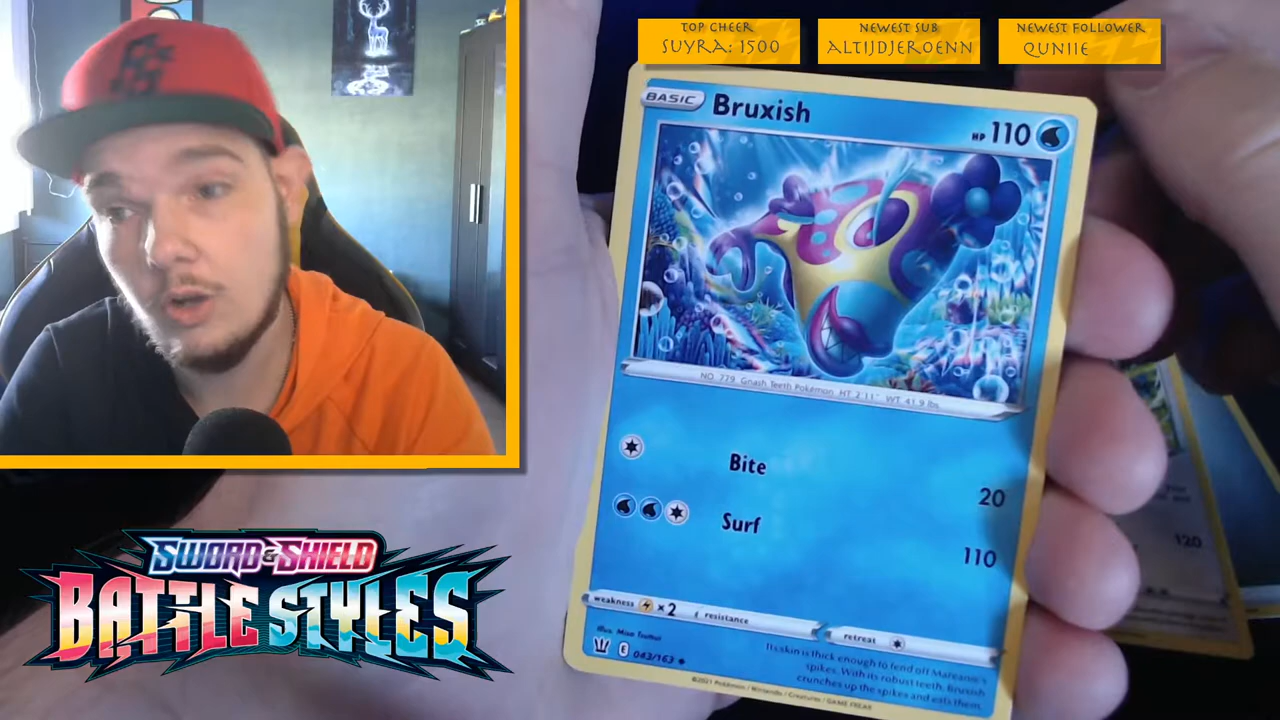 TOP CHEER
SUYRA: 1500
NEWEST SUB
ALTIJDJEROENN
NEWEST FOLLOWER
QUNIIE
BASIC
Bruxish
HP 110
NO. 779 Gnash Teeth Pokémon HT 2'11" WT. 41.9 lbs.
Bite
20
Surf
110
weakness ×2 resistance
retreat
E 043/163
Its skin is thick enough to fend off Mareanie's
spikes. With its robust teeth, Bruxish
crunches up the spikes and eats them.
©2021 Pokémon / Nintendo / Creatures / GAME FREAK
120
SWORD & SHIELD
BATTLE STYLES